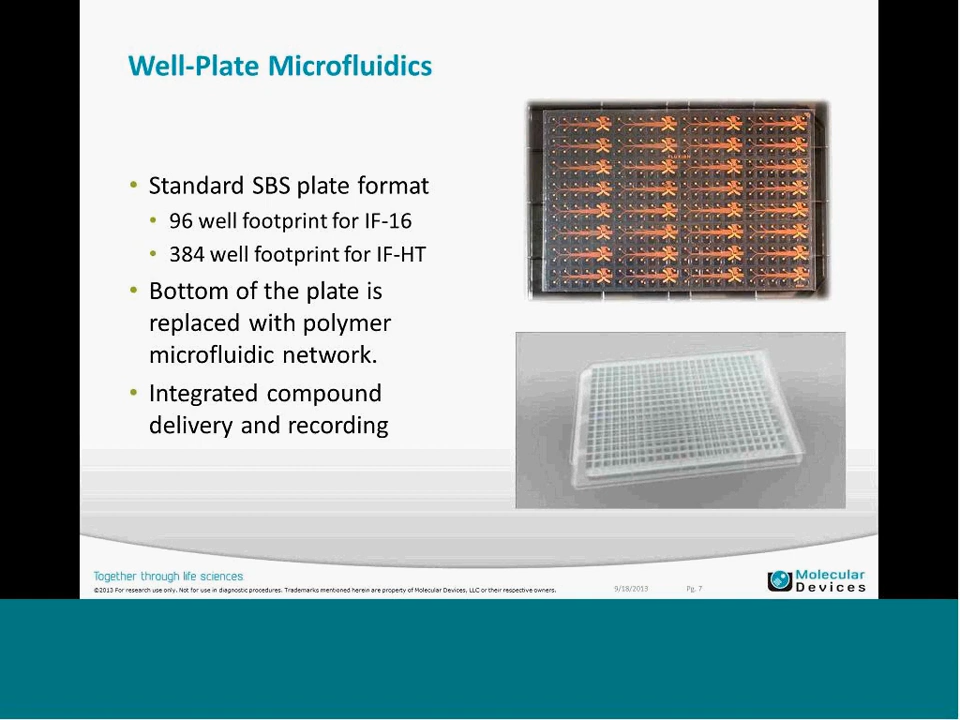 Well-Plate Microfluidics
• Standard SBS plate format
• 96 well footprint for IF-16
• 384 well footprint for IF-HT
• Bottom of the plate is
replaced with polymer
microfluidic network.
• Integrated compound
delivery and recording
FLUXION
Together through life sciences
©2013 For research use only. Not for use in diagnostic procedures. Trademarks mentioned herein are property of Molecular Devices, LLC or their respective owners.
9/18/2013
Pg. 7
Molecular
Devices